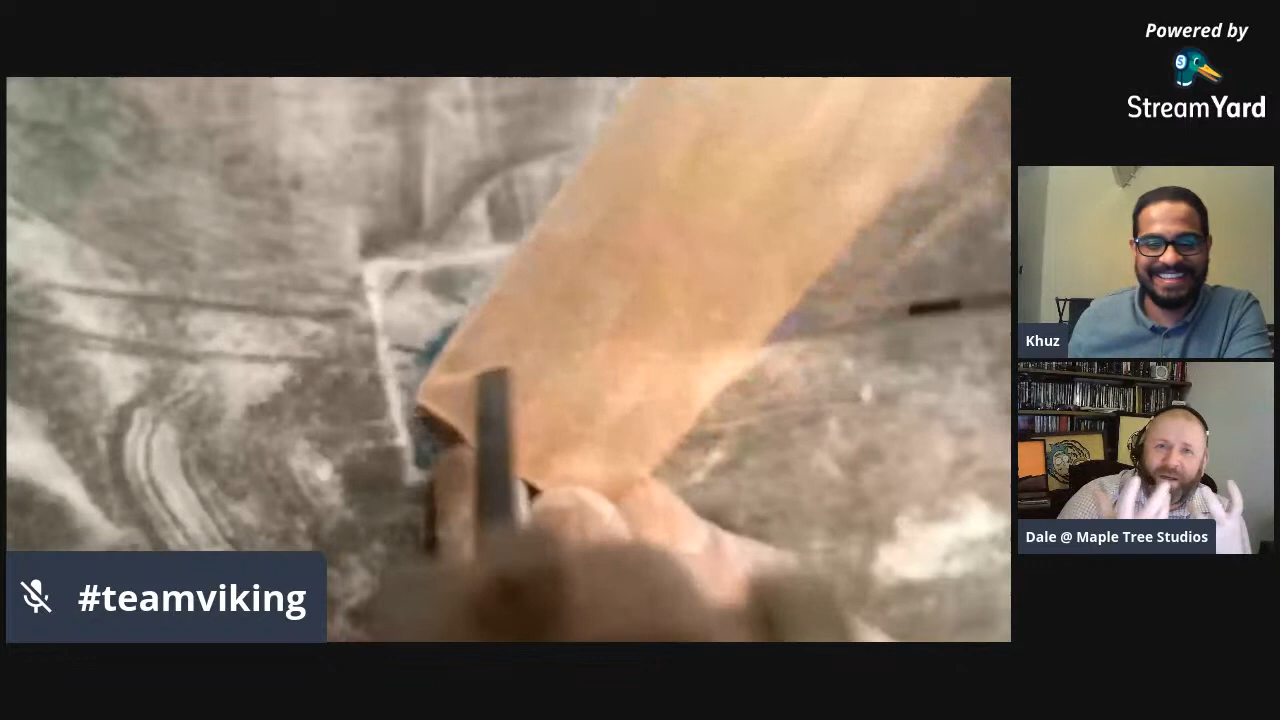 Powered by
StreamYard
Khuz
Dale @ Maple Tree Studios
#teamviking